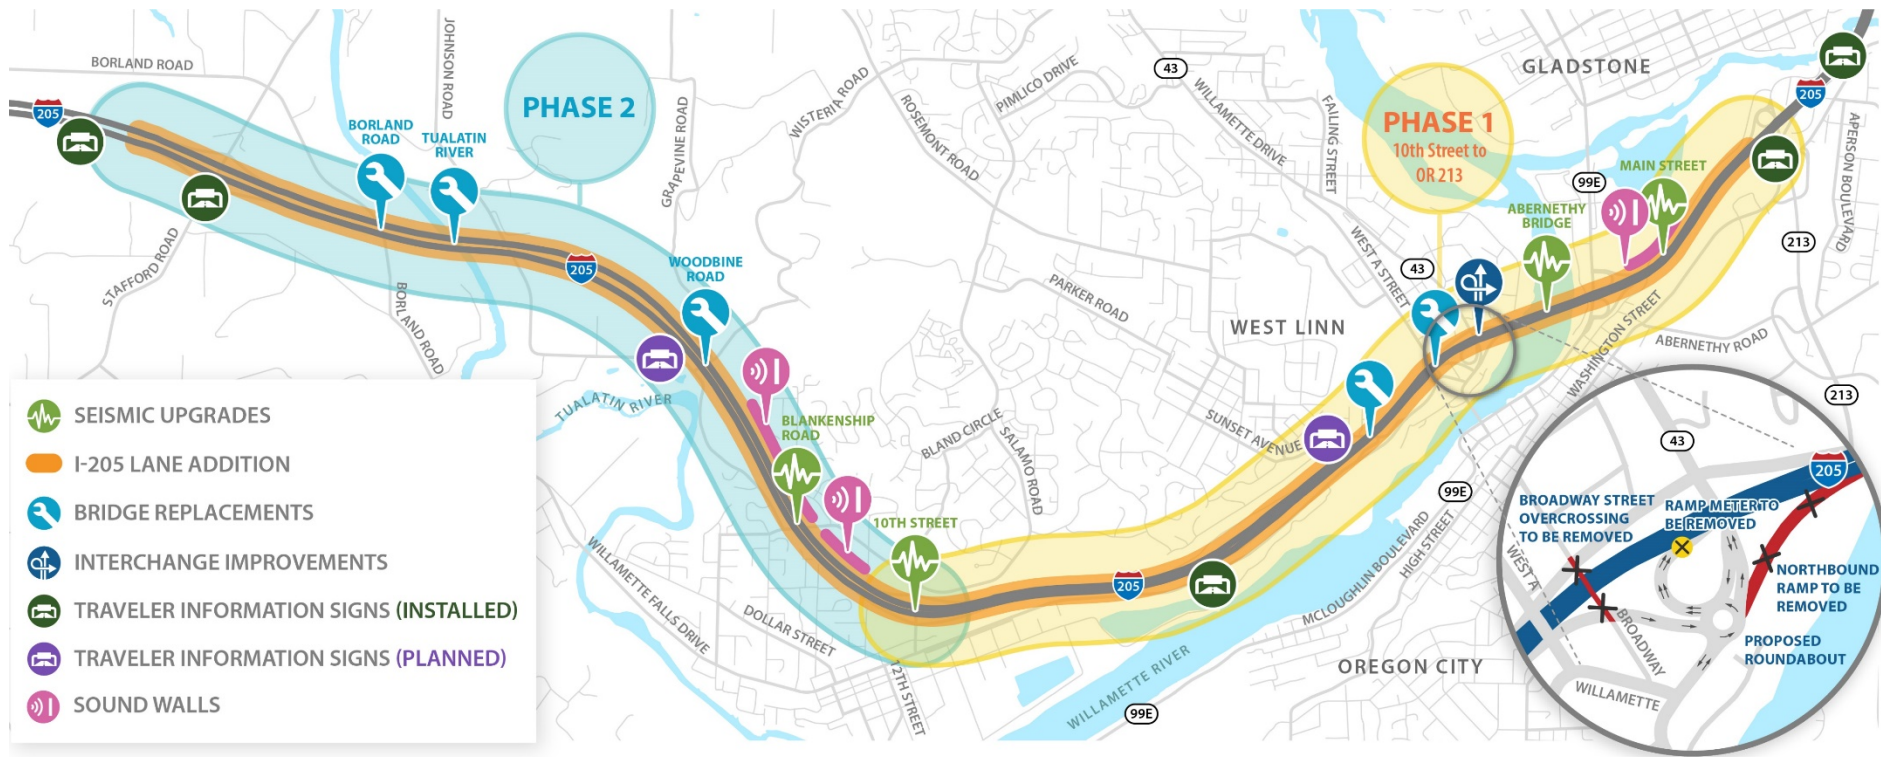 BORLAND ROAD
JOHNSON ROAD
205
PHASE 2
BORLAND
ROAD
TUALATIN
RIVER
GRAPEVINE ROAD
WISTERIA ROAD
ROSEMONT ROAD
PIMLICO DRIVE
43
WILLAMETTE DRIVE
FAILING STREET
PHASE 1
10th Street to
OR 213
GLADSTONE
205
APERSON BOULEVARD
MAIN STREET
99E
ABERNETHY
BRIDGE
213
STAFFORD ROAD
BORLAND ROAD
205
WOODBINE
ROAD
PARKER ROAD
WEST A STREET
43
WEST LINN
WASHINGTON STREET
ABERNETHY ROAD
TUALATIN RIVER
BLANKENSHIP
ROAD
BLAND CIRCLE
SALAMO ROAD
SUNSET AVENUE
99E
10TH STREET
WILLAMETTE FALLS DRIVE
DOLLAR STREET
12TH STREET
205
MCLOUGHLIN BOULEVARD
HIGH STREET
WILLAMETTE RIVER
99E
OREGON CITY
213
43
205
BROADWAY STREET
OVERCROSSING
TO BE REMOVED
RAMP METER TO
BE REMOVED
WEST A
BROADWAY
NORTHBOUND
RAMP TO BE
REMOVED
PROPOSED
ROUNDABOUT
WILLAMETTE
SEISMIC UPGRADES
I-205 LANE ADDITION
BRIDGE REPLACEMENTS
INTERCHANGE IMPROVEMENTS
TRAVELER INFORMATION SIGNS (INSTALLED)
TRAVELER INFORMATION SIGNS (PLANNED)
SOUND WALLS